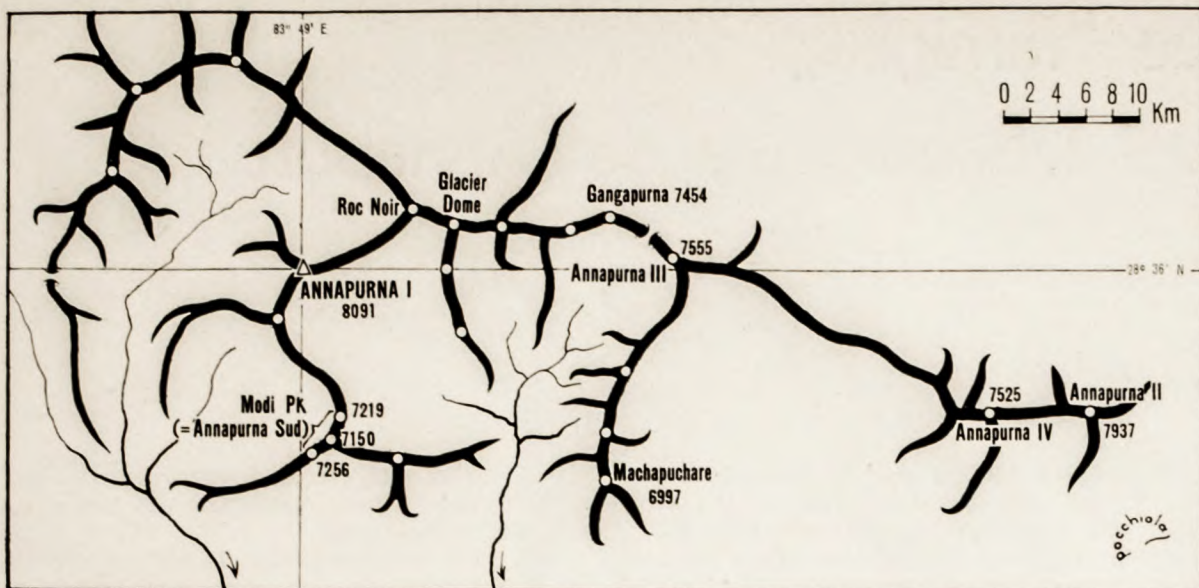 83° 49' E
0 2 4 6 8 10 Km
Glacier
Dome
Gangapurna 7454
Roc Noir
7555
Annapurna III
28° 36' N
ANNAPURNA I
8091
Modi PK
(=Annapurna Sud)
7219
7150
7256
7525
Annapurna II
Annapurna IV
7937
Machapuchare
6997
pocchiola